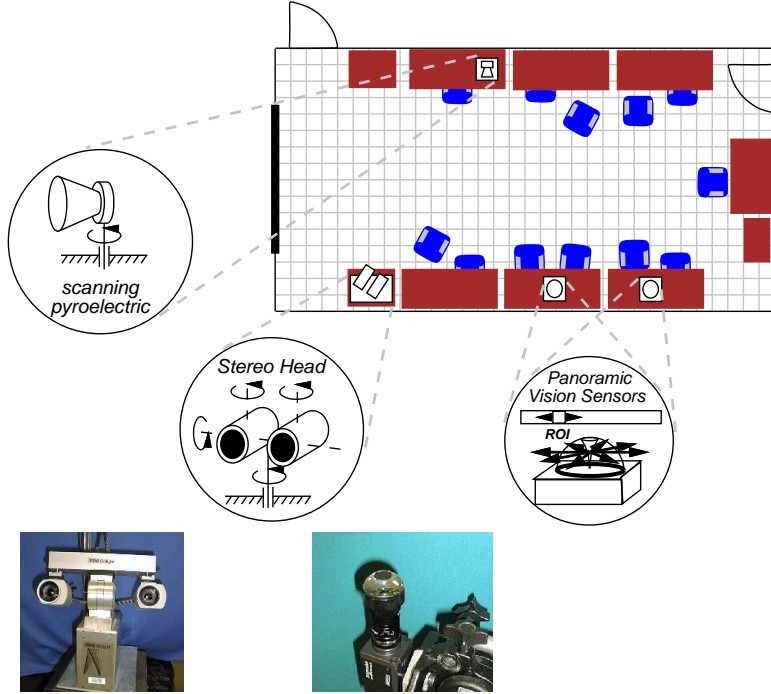 scanning
pyroelectric
Stereo Head
Panoramic
Vision Sensors
ROI